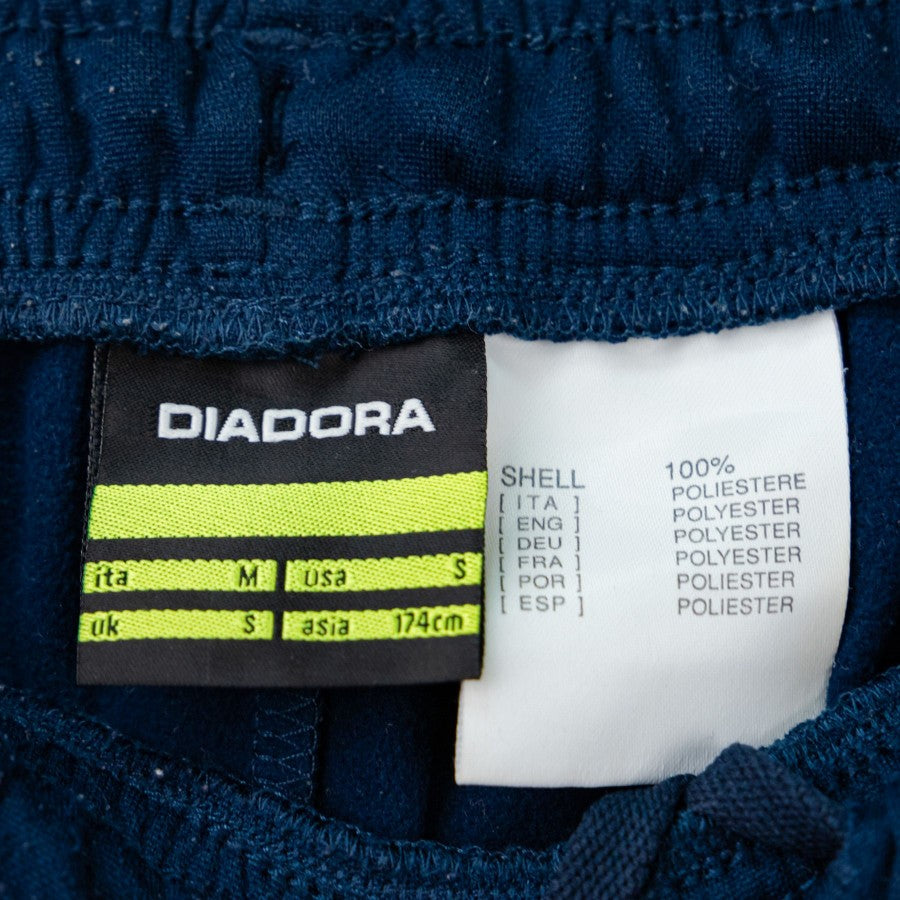 DIADORA
ita M usa S
uk S asia 174cm
SHELL 100%
[ ITA ] POLIESTERE
[ ENG ] POLYESTER
[ DEU ] POLYESTER
[ FRA ] POLYESTER
[ POR ] POLIESTER
[ ESP ] POLIESTER